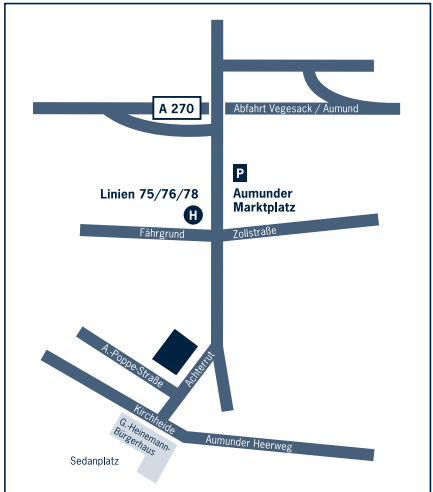 A 270
Abfahrt Vegesack / Aumund
P
Linien 75/76/78
Aumunder
Marktplatz
H
Fährgrund
Zollstraße
A.-Poppe-Straße
Achterrut
Kirchheide
G.-Heinemann-
Bürgerhaus
Aumunder Heerweg
Sedanplatz